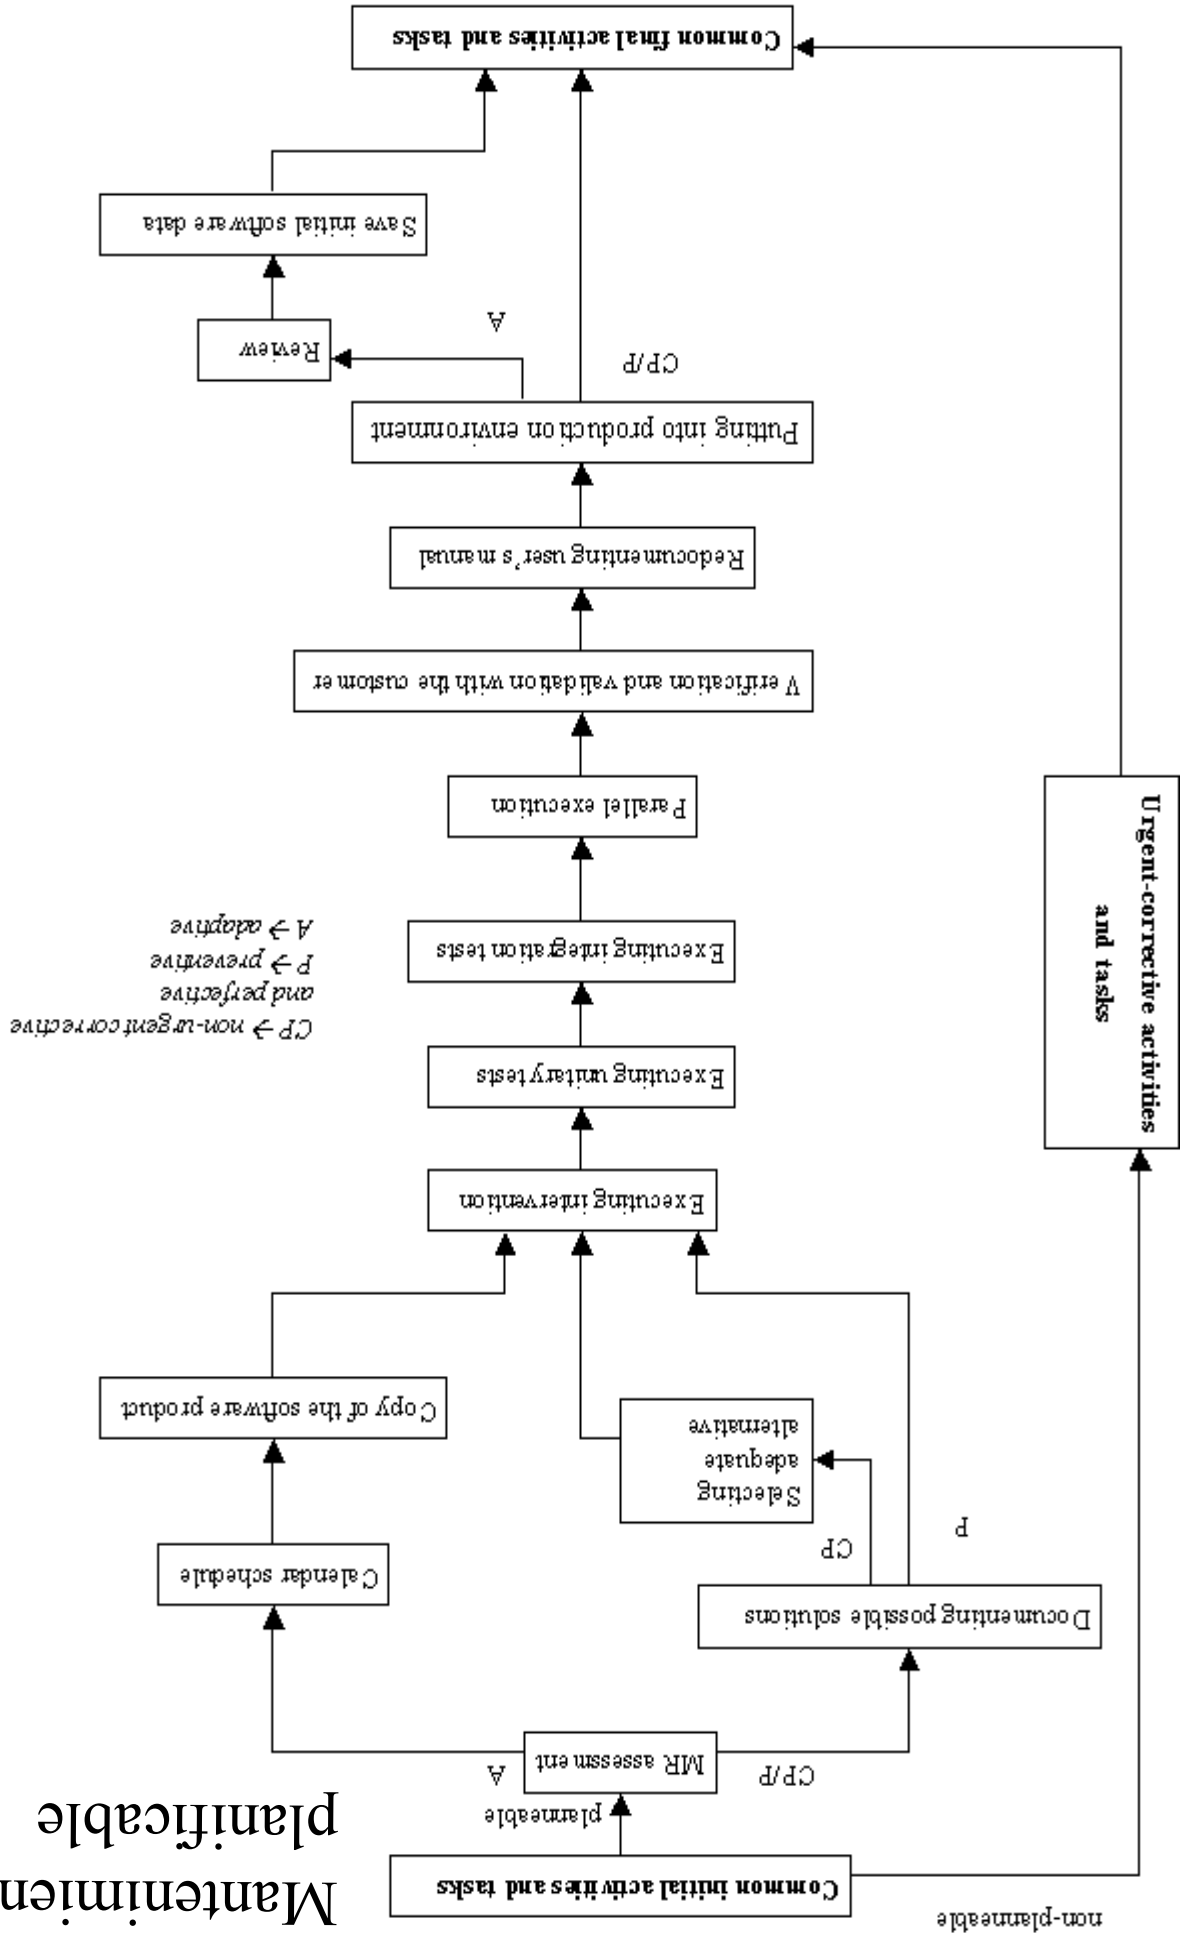 Mantenimien
planificable
non-planneable
Common initial activities and tasks
planneable
MR assessment
A
CP/P
Calendar schedule
Documenting possible solutions
CP
P
Selecting
adequate
alternative
Copy of the software product
Executing intervention
Executing unitary tests
Executing integration tests
Parallel execution
Verification and validation with the customer
Redocumenting user's manual
Putting into production environment
CP/P
A
Review
Save initial software data
Common final activities and tasks
Urgent-corrective activities
and tasks
CP → non-urgent corrective
and perfective
P → preventive
A → adaptive